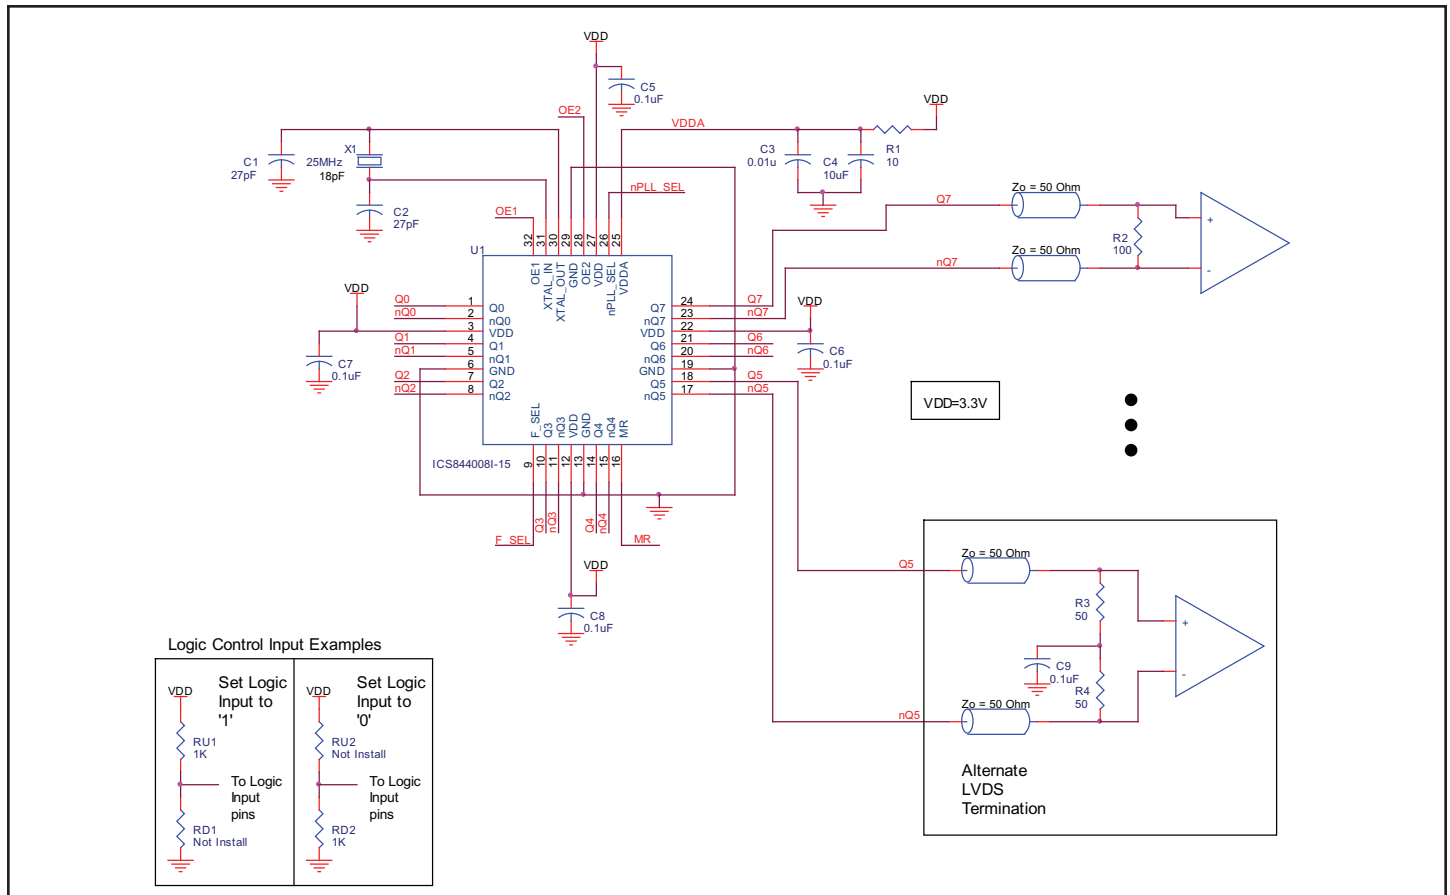 VDD
C5
0.1uF
OE2
VDDA
VDD
C1
27pF
X1
25MHz
18pF
C2
27pF
C3
0.01u
C4
10uF
R1
10
nPLL_SEL
OE1
Q7
Zo = 50 Ohm
nQ7
Zo = 50 Ohm
R2
100
+
-
U1
32
31
30
29
28
27
26
25
OE1
XTAL_IN
XTAL_OUT
GND
OE2
VDD
nPLL_SEL
VDDA
VDD
C7
0.1uF
Q0 1 Q0
nQ0 2 nQ0
3 VDD
Q1 4 Q1
nQ1 5 nQ1
6 GND
Q2 7 Q2
nQ2 8 nQ2
Q7 24 Q7
nQ7 23 nQ7
VDD 22
Q6 21 Q6
nQ6 20 nQ6
GND 19
Q5 18 Q5
nQ5 17 nQ5
VDD
C6
0.1uF
F_SEL
Q3
nQ3
VDD
GND
Q4
nQ4
MR
ICS844008I-15
9
10
11
12
13
14
15
16
F_SEL
Q3
nQ3
Q4
nQ4
MR
VDD
C8
0.1uF
VDD=3.3V
Q5
Zo = 50 Ohm
R3
50
C9
0.1uF
R4
50
nQ5
Zo = 50 Ohm
+
-
Alternate
LVDS
Termination
Logic Control Input Examples
VDD
Set Logic
Input to
'1'
RU1
1K
To Logic
Input
pins
RD1
Not Install
VDD
Set Logic
Input to
'0'
RU2
Not Install
To Logic
Input
pins
RD2
1K